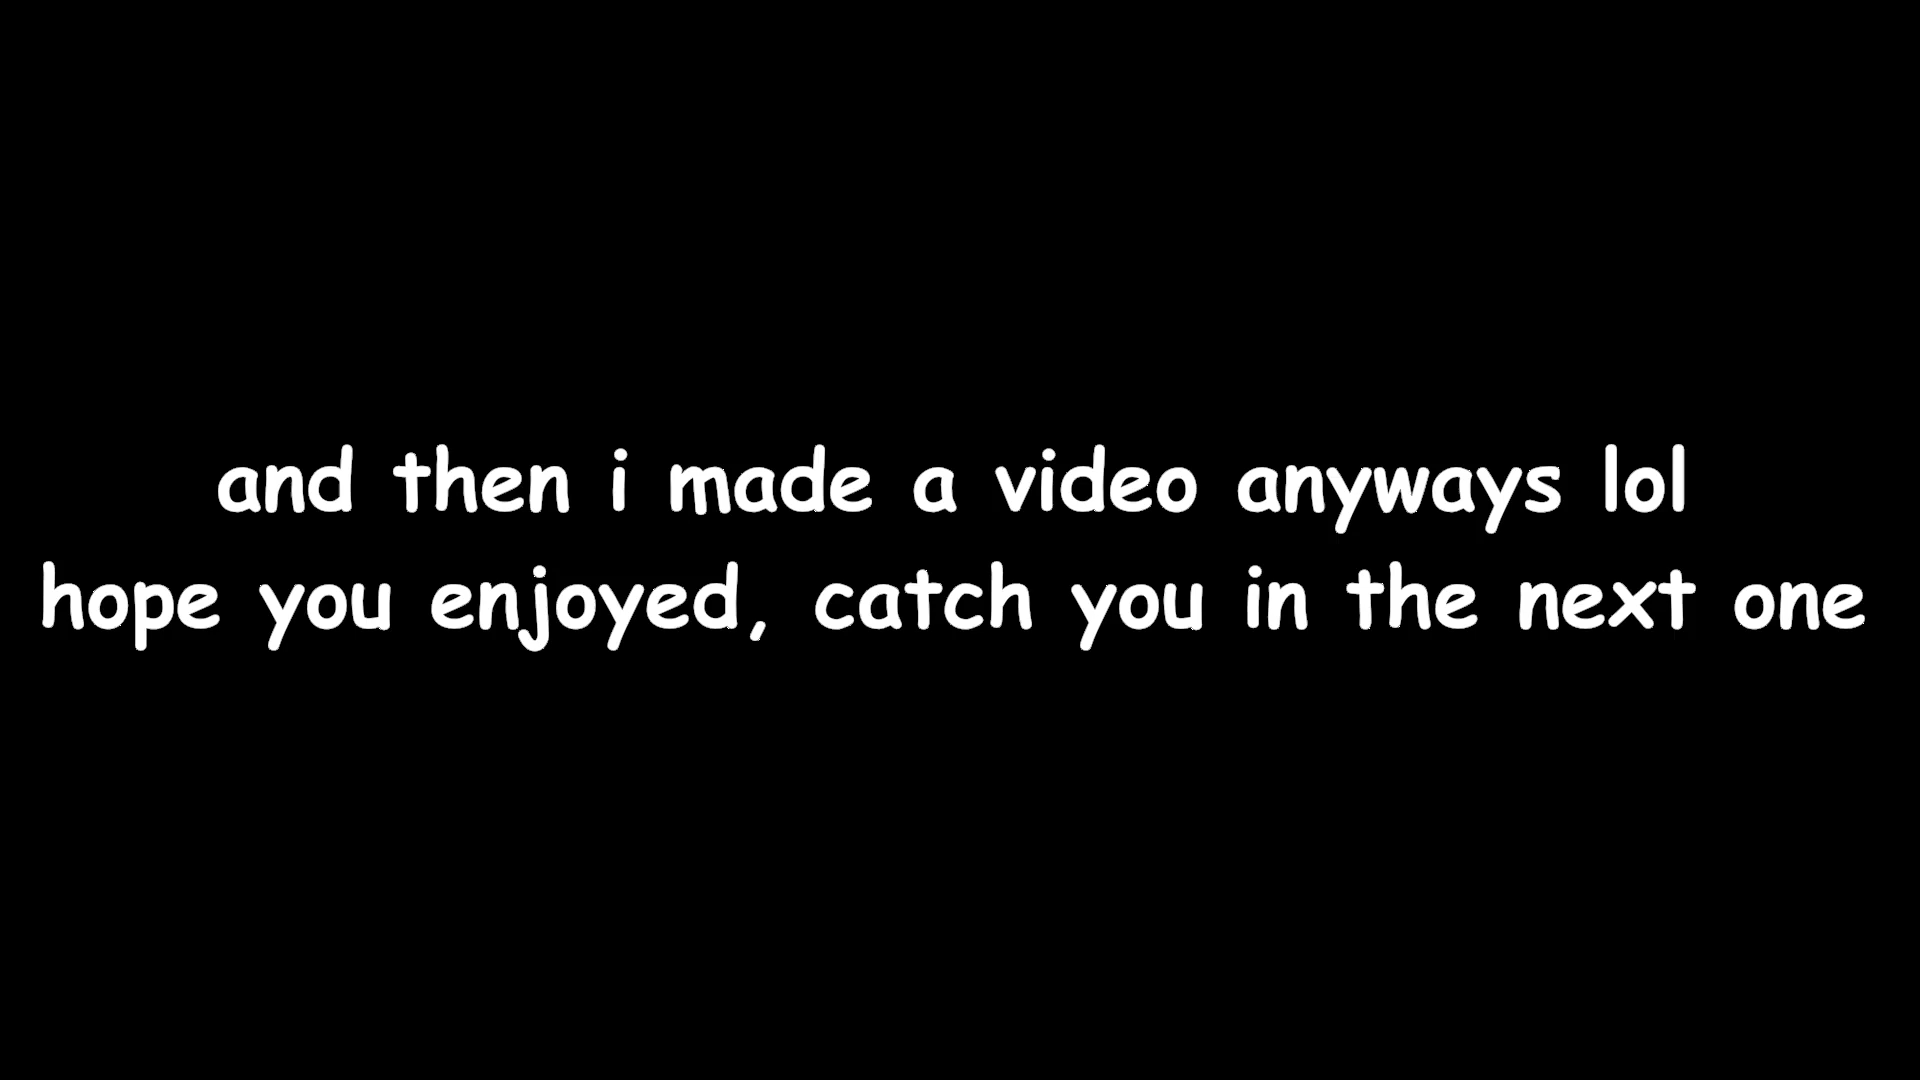 and then i made a video anyways lol
hope you enjoyed, catch you in the next one